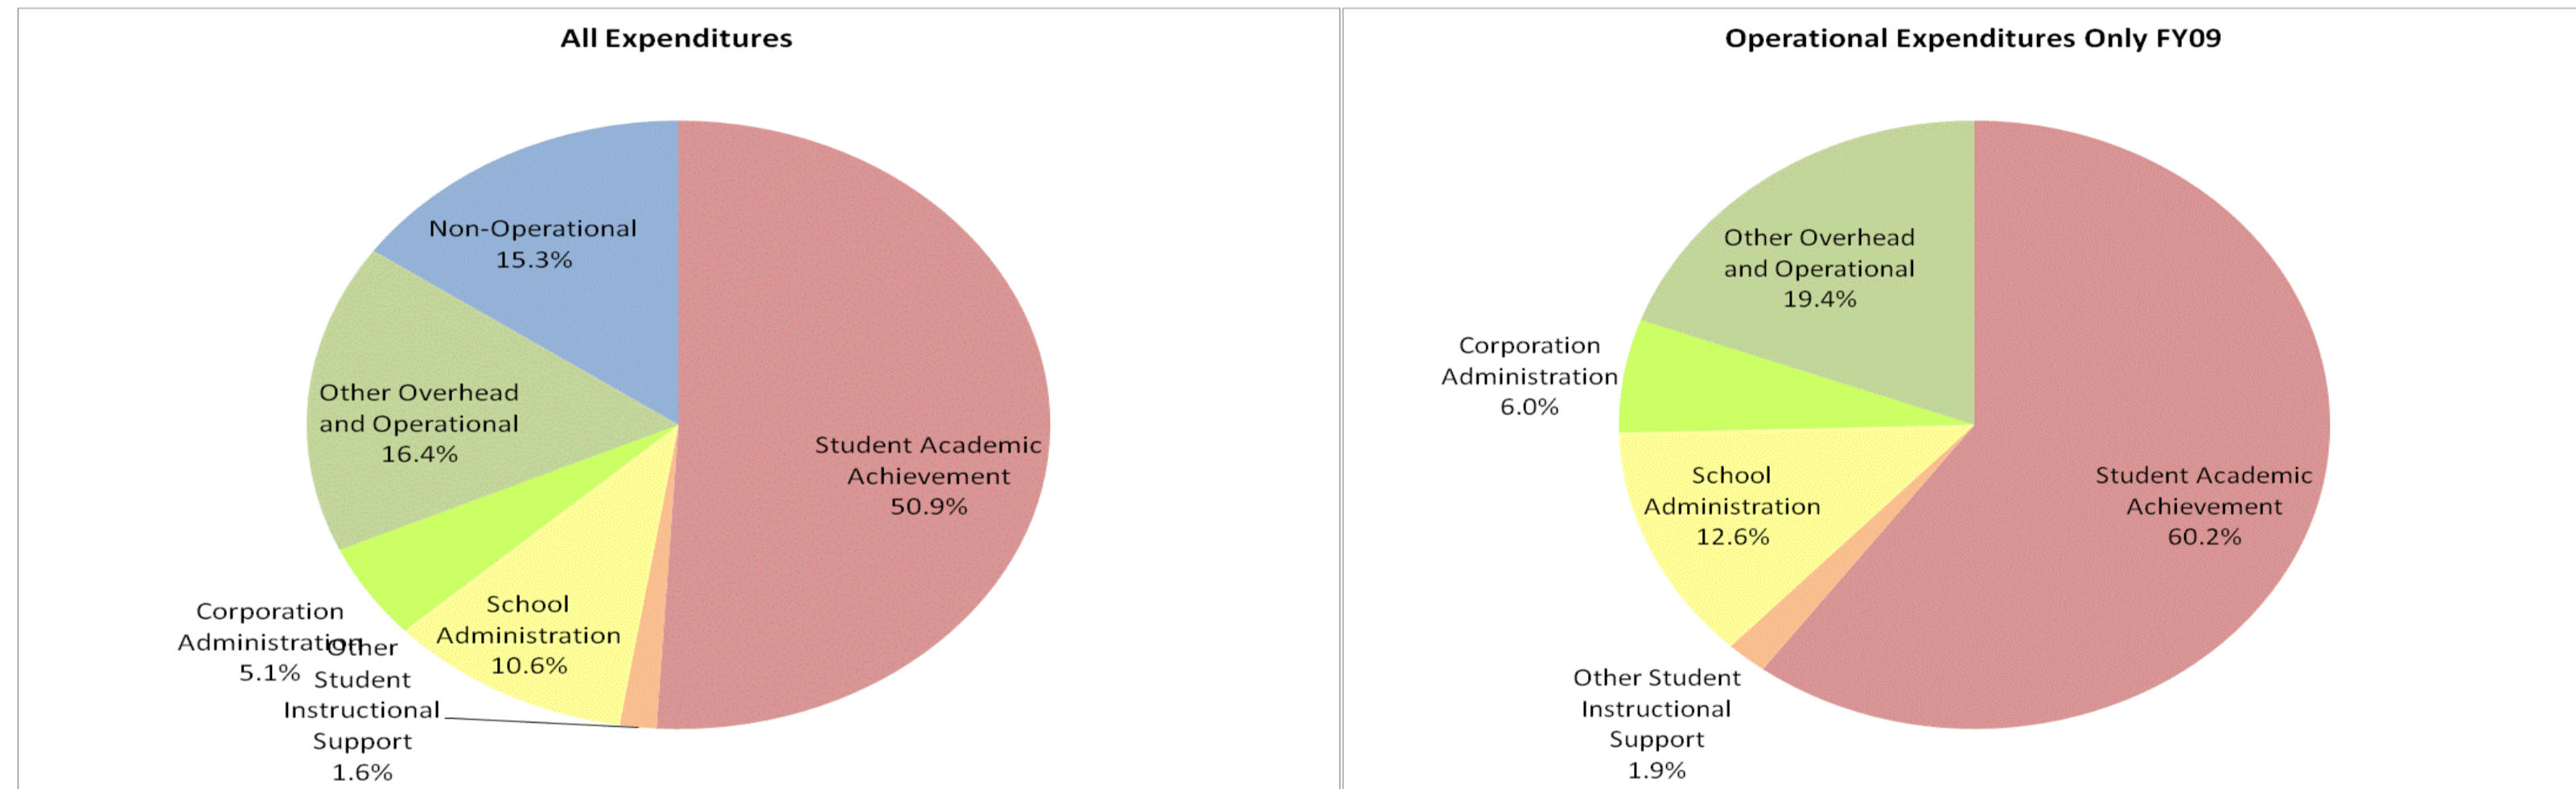 All Expenditures
Non-Operational
15.3%
Other Overhead
and Operational
16.4%
Student Academic
Achievement
50.9%
Corporation
Administration
5.1%
School
Administration
10.6%
Other
Student
Instructional
Support
1.6%
Operational Expenditures Only FY09
Other Overhead
and Operational
19.4%
Corporation
Administration
6.0%
School
Administration
12.6%
Student Academic
Achievement
60.2%
Other Student
Instructional
Support
1.9%